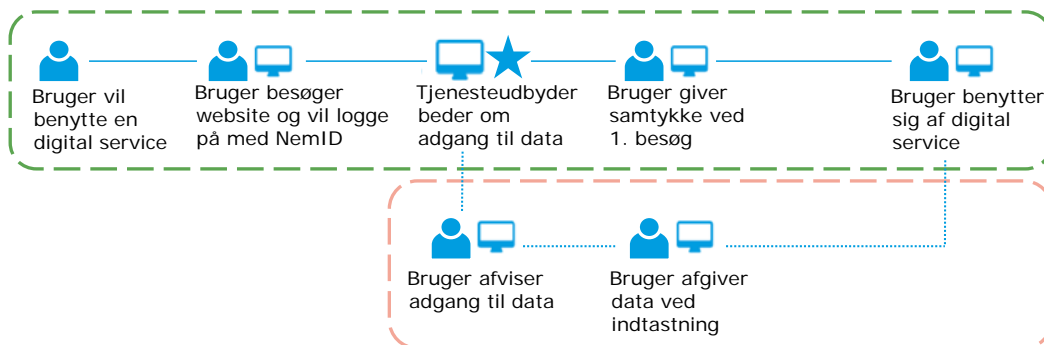 Bruger vil
benytte en
digital service
Bruger besøger
website og vil logge
på med NemID
Tjenesteudbyder
beder om
adgang til data
Bruger giver
samtykke ved
1. besøg
Bruger benytter
sig af digital
service
Bruger afviser
adgang til data
Bruger afgiver
data ved
indtastning